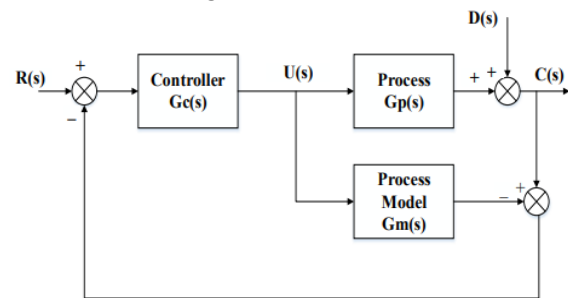 D(s)
+
R(s)
Controller
Gc(s)
U(s)
Process
Gp(s)
+ +
C(s)
−
Process
Model
Gm(s)
− +